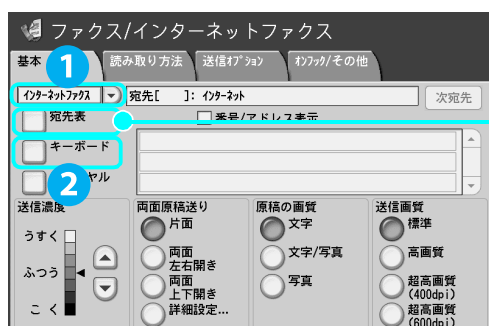 ファクス/インターネットファクス
基本 読み取り方法 送信オプション オンフック/その他
1
インターネットファクス 宛先[ ]: インターネット 次宛先
宛先表 番号/アドレス表示
キーボード
2 ヤル
送信濃度 両面原稿送り 原稿の画質 送信画質
片面 文字 標準
うすく
両面 文字/写真 高画質
左右開き
ふつう 両面 写真 超高画質
上下開き (400dpi)
こく 詳細設定... 超高画質
(600dpi)